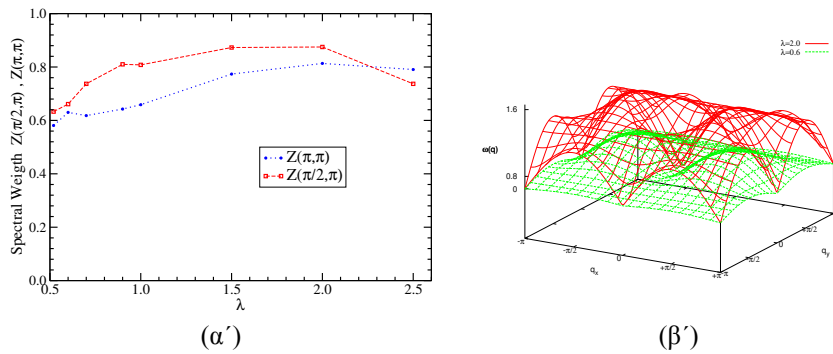 Spectral Weigth Z(π/2,π) , Z(π,π)
1.0
0.8
0.6
0.4
0.2
0.0
Z(π,π)
Z(π/2,π)
0.5 1.0 1.5 2.0 2.5
λ
(α΄)
λ=2.0
λ=0.6
1.6
ω(q)
0.8
0
-π
-π/2
0
+π/2
+π
q_x
-π
-π/2
0
+π/2
q_y
(β΄)